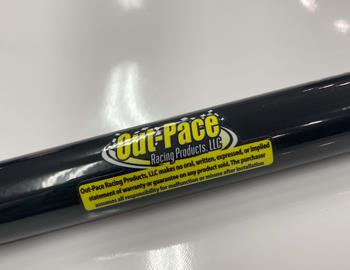 Out-Pace
Racing Products, LLC
Out-Pace Racing Products, LLC makes no oral, written, expressed, or implied
statement of warranty or guarantee on any product sold. The purchaser
assumes all responsibility for malfunction or misuse after installation